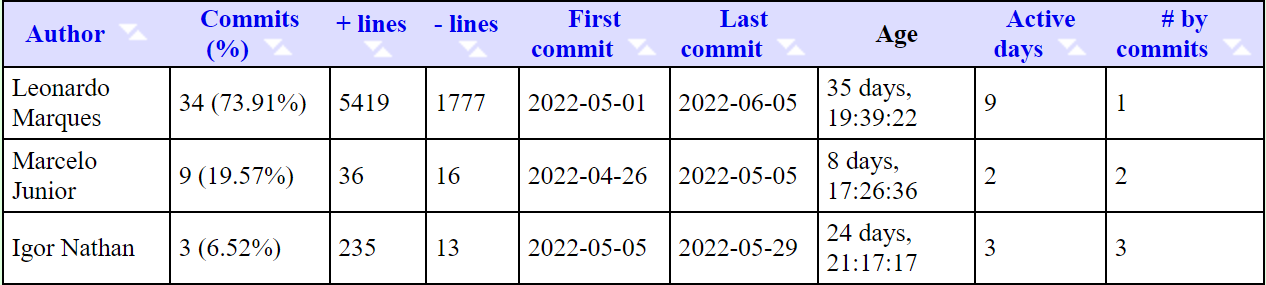 Author Commits (%) + lines - lines First commit Last commit Age Active days # by commits
Leonardo Marques 34 (73.91%) 5419 1777 2022-05-01 2022-06-05 35 days, 19:39:22 9 1
Marcelo Junior 9 (19.57%) 36 16 2022-04-26 2022-05-05 8 days, 17:26:36 2 2
Igor Nathan 3 (6.52%) 235 13 2022-05-05 2022-05-29 24 days, 21:17:17 3 3